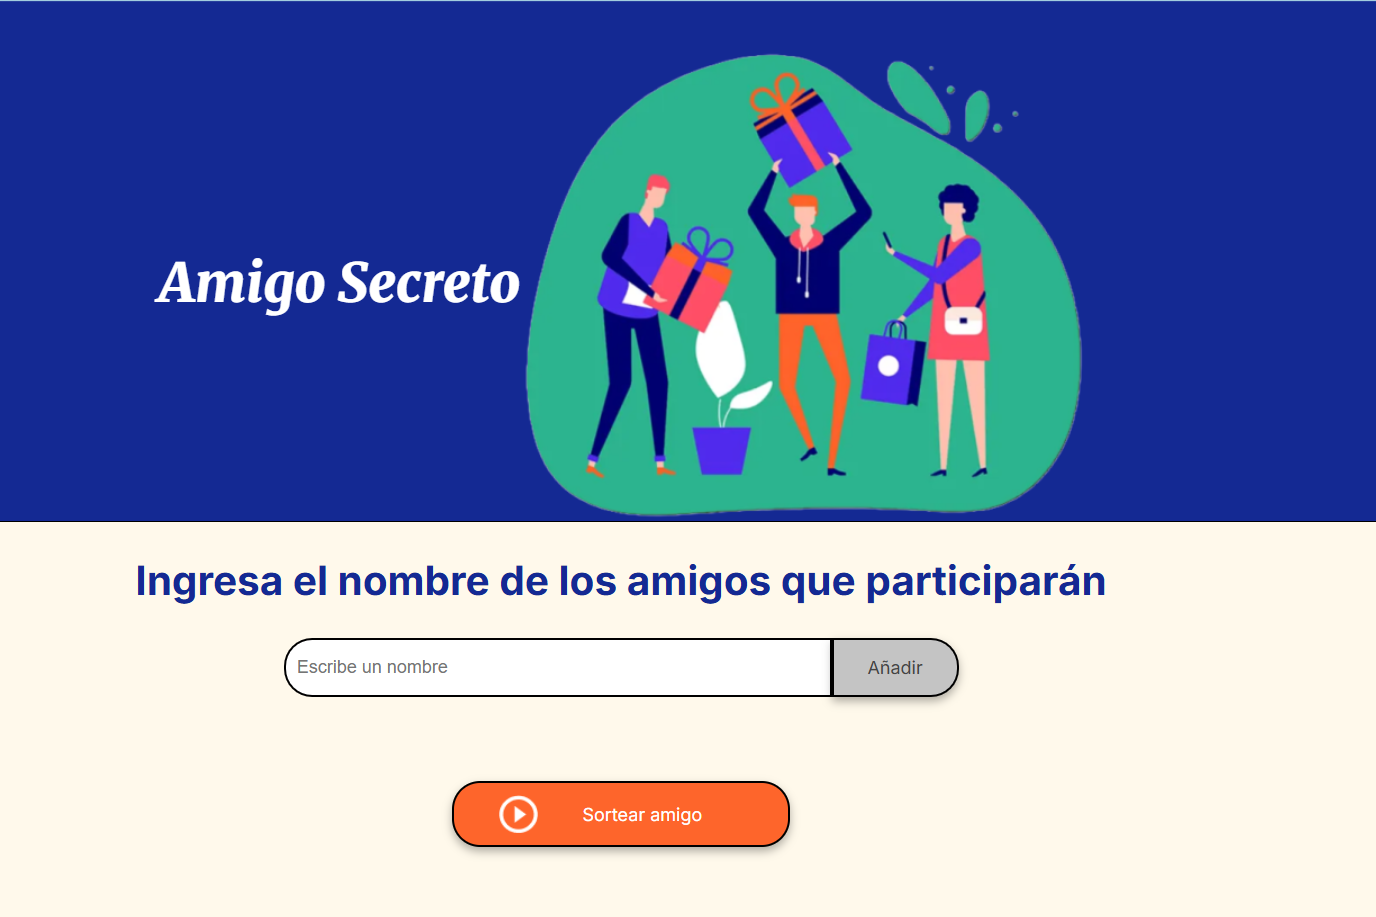 Amigo Secreto
Ingresa el nombre de los amigos que participarán
Escribe un nombre
Añadir
Sortear amigo